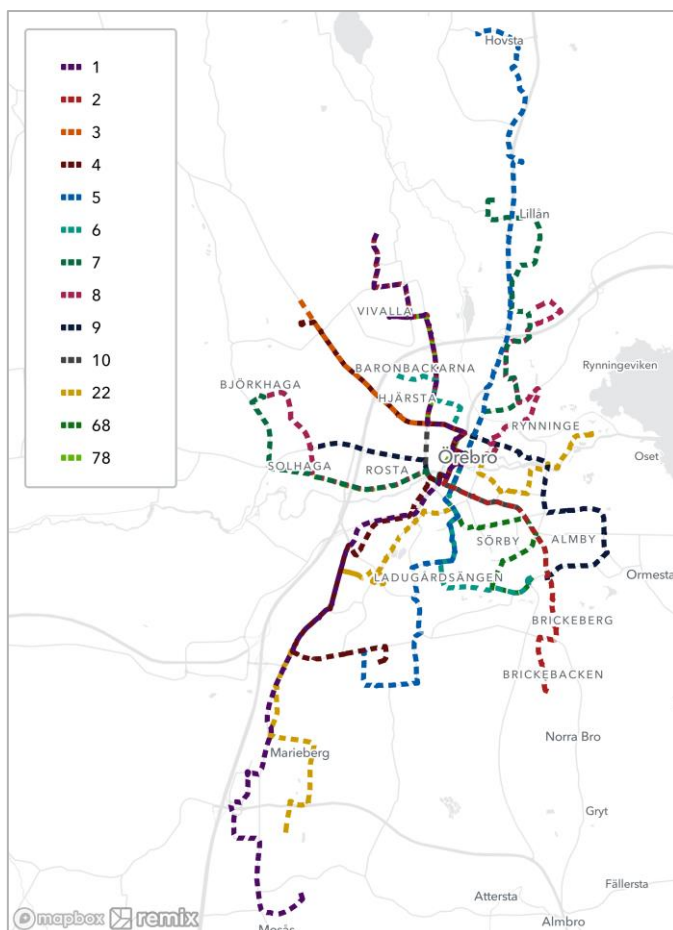 1
2
3
4
5
6
7
8
9
10
22
68
78
Hovsta
Lillån
VIVALLA
Rynningeviken
BARONBACKARNA
BJÖRKHAGA
HJÄRSTA
RYNNINGE
Örebro
Oset
SOLHAGA
ROSTA
SÖRBY
ALMBY
LADUGÅRDSÄNGEN
Ormesta
BRICKEBERG
BRICKEBACKEN
Norra Bro
Marieberg
Gryt
Fällersta
Attersta
Almbro
Mosås
mapbox remix